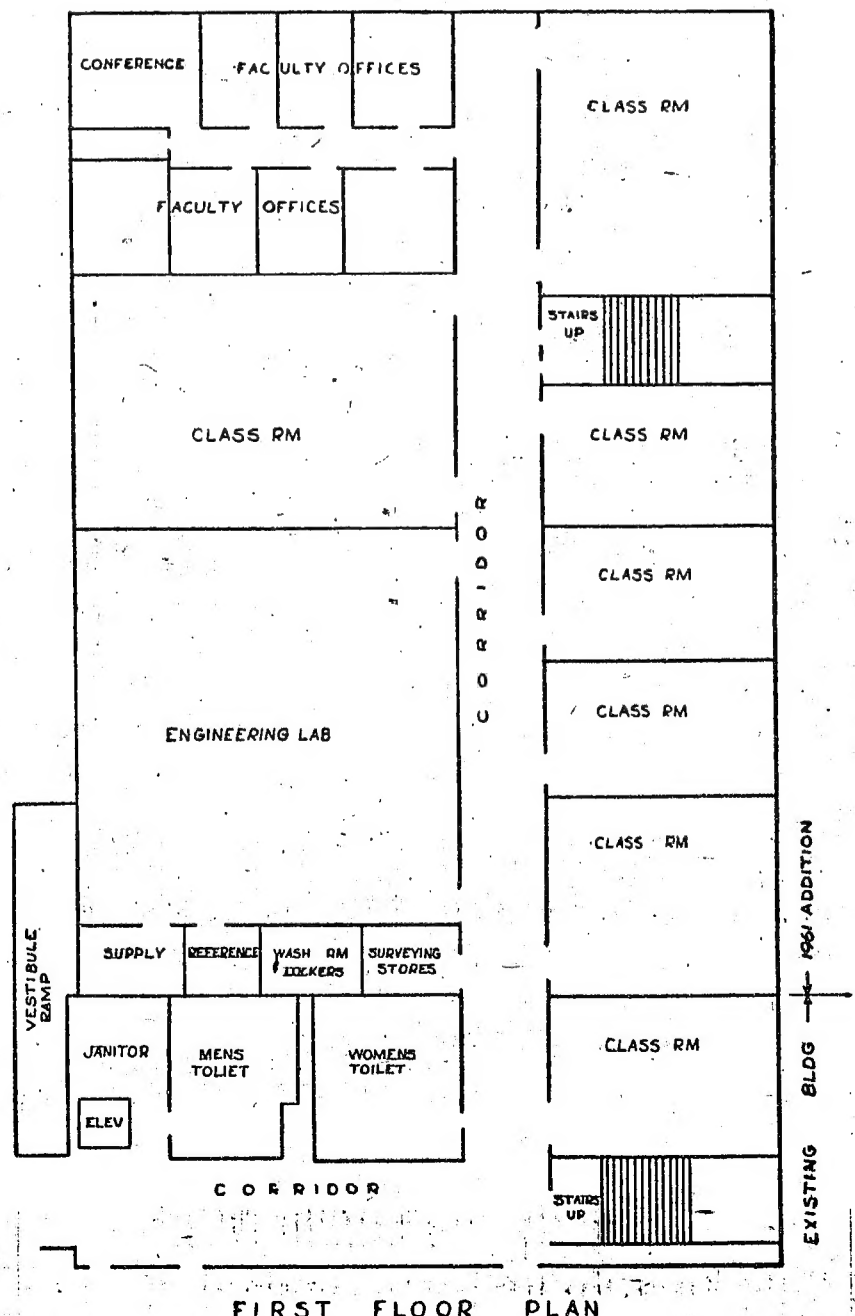 CONFERENCE
FACULTY OFFICES
CLASS RM
FACULTY OFFICES
STAIRS
UP
CLASS RM
CLASS RM
CORRIDOR
CLASS RM
CLASS RM
ENGINEERING LAB
CLASS RM
1961 ADDITION
SUPPLY
REFERENCE
WASH RM
LOCKERS
SURVEYING
STORES
VESTIBULE
RAMP
JANITOR
MENS
TOLIET
WOMENS
TOILET
CLASS RM
ELEV
EXISTING BLDG
CORRIDOR
STAIRS
UP
FIRST FLOOR PLAN